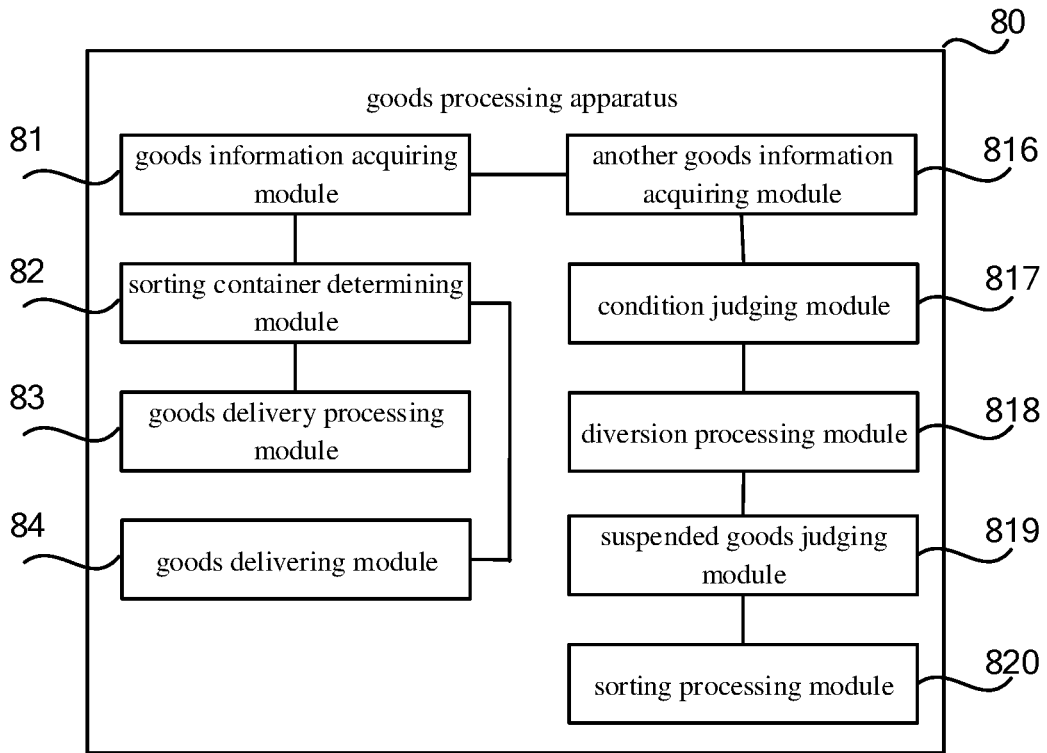 80
goods processing apparatus
81
goods information acquiring
module
another goods information
acquiring module
816
82
sorting container determining
module
condition judging module
817
83
goods delivery processing
module
diversion processing module
818
84
goods delivering module
suspended goods judging
module
819
sorting processing module
820